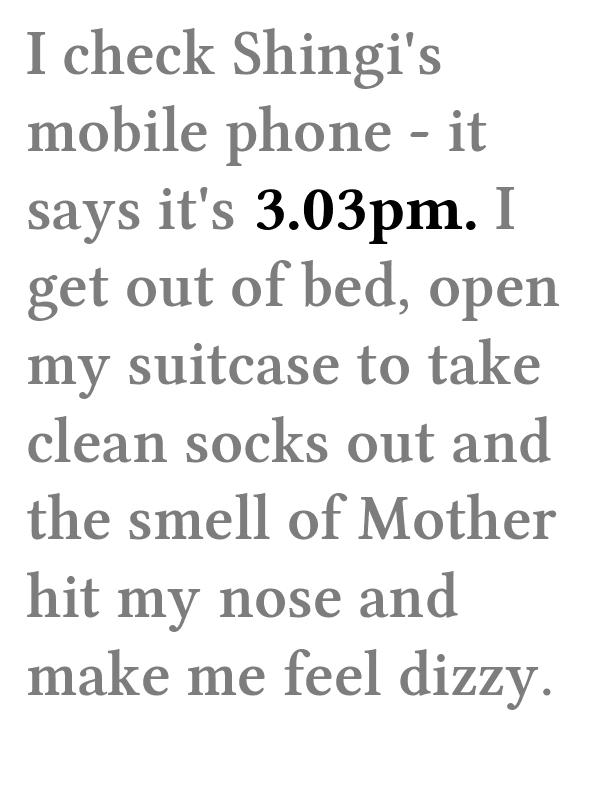 I check Shingi's
mobile phone - it
says it's 3.03pm. I
get out of bed, open
my suitcase to take
clean socks out and
the smell of Mother
hit my nose and
make me feel dizzy.